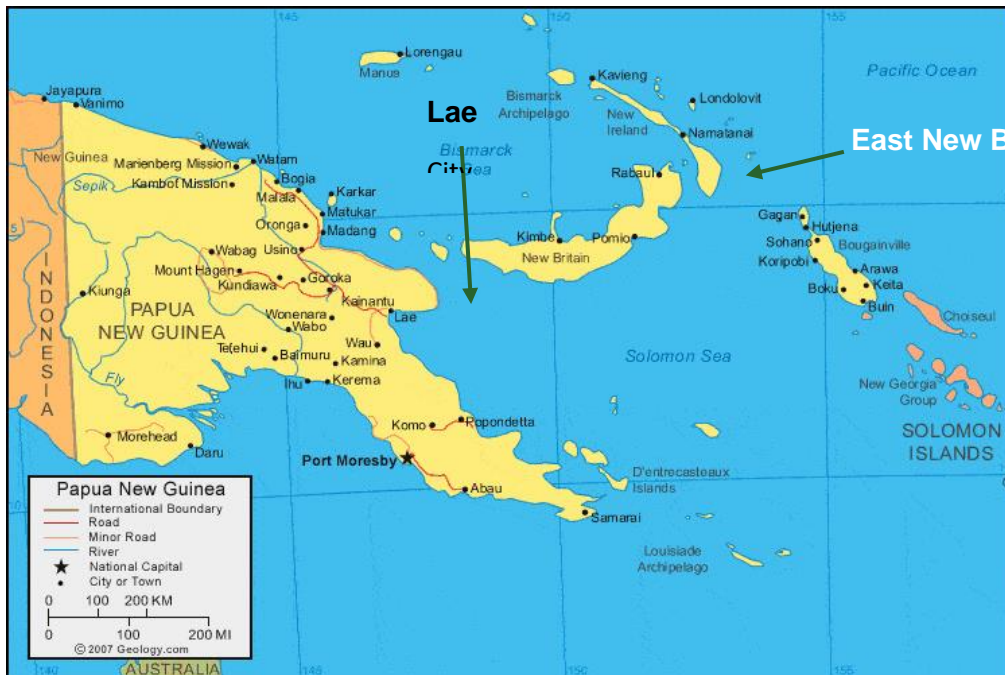 145
150
155
Lorengau
Manus
Pacific Ocean
Kavieng
Jayapura
Vanimo
Bismarck
Archipelago
Londolovit
New
Ireland
Lae
City
Namatanai
East New B
Wewak
Bismarck
Sea
New Guinea
Marienberg Mission
Watam
Rabaul
Sepik
Kambot Mission
Bogia
Malala
Karkar
Matukar
Gagan
Hutjena
Oronga
Madang
Kimbe
Pomio
Sohano
Bougainville
5
Wabag
Usino
New Britain
Koripobi
Mount Hagen
Arawa
Kundiawa
Goroka
Boku
Keita
Kiunga
Kainantu
Buin
INDONESIA
PAPUA
NEW GUINEA
Wonenara
Lae
Choiseul
Wabo
Wau
Solomon Sea
Baimuru
Kamina
Fly
Ihu
Kerema
New Georgia
Group
Komo
Popondetta
SOLOMON
ISLANDS
Morehead
Daru
Port Moresby
D'entrecasteaux
Islands
Abau
Samarai
Louisiade
Archipelago
Papua New Guinea
International Boundary
Road
Minor Road
River
National Capital
City or Town
0 100 200 KM
0 100 200 MI
© 2007 Geology.com
140
AUSTRALIA
145
150
155